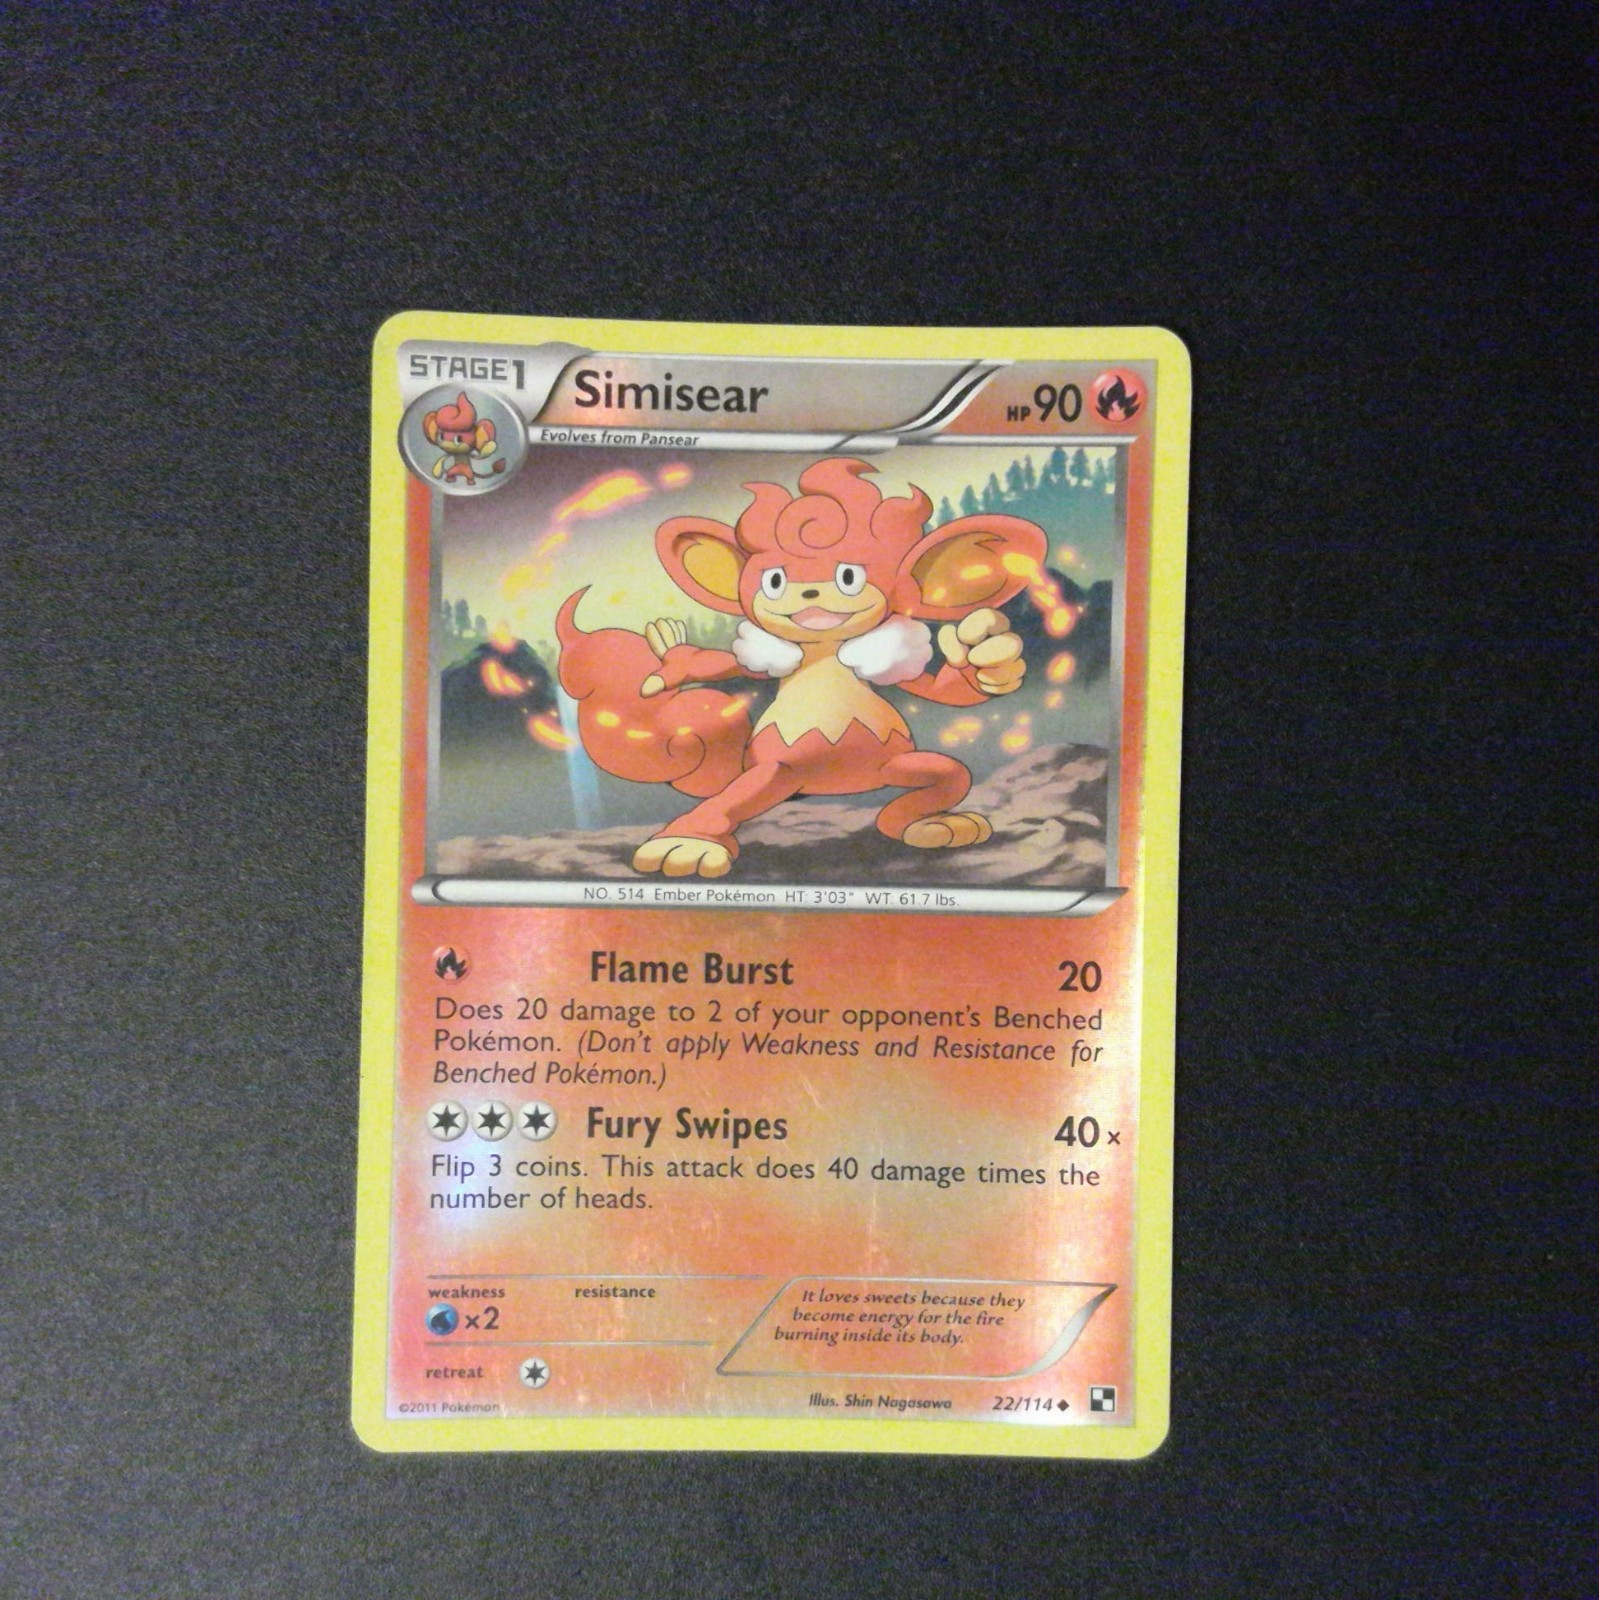 STAGE1
Simisear
HP 90
Evolves from Pansear
NO. 514 Ember Pokémon HT: 3'03" WT: 61.7 lbs.
Flame Burst 20
Does 20 damage to 2 of your opponent's Benched
Pokémon. (Don't apply Weakness and Resistance for
Benched Pokémon.)
Fury Swipes 40x
Flip 3 coins. This attack does 40 damage times the
number of heads.
weakness resistance
x2
It loves sweets because they
become energy for the fire
burning inside its body.
retreat
©2011 Pokémon
Illus. Shin Nagasawa
22/114